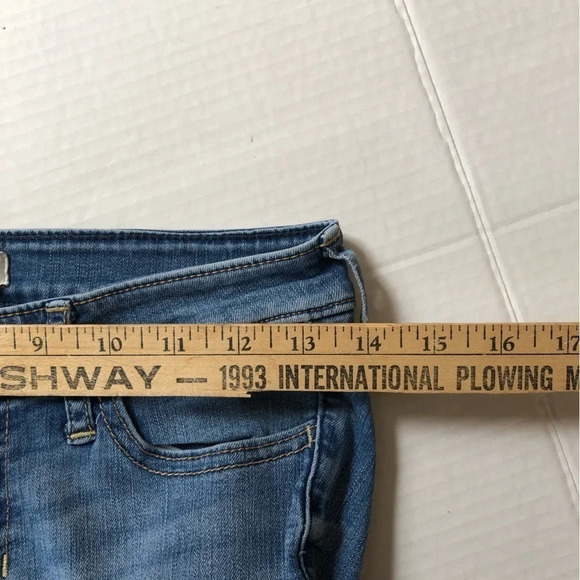 9 10 11 12 13 14 15 16 17
SHWAY — 1993 INTERNATIONAL PLOWING M